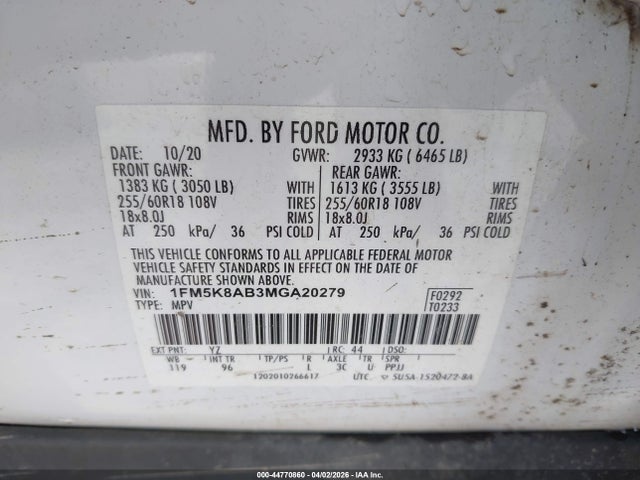 MFD. BY FORD MOTOR CO.
DATE: 10/20 GVWR: 2933 KG ( 6465 LB)
FRONT GAWR: REAR GAWR:
1383 KG ( 3050 LB) WITH 1613 KG ( 3555 LB) WITH
255/60R18 108V TIRES 255/60R18 108V TIRES
18x8.0J RIMS 18x8.0J RIMS
AT 250 kPa/ 36 PSI COLD AT 250 kPa/ 36 PSI COLD
THIS VEHICLE CONFORMS TO ALL APPLICABLE FEDERAL MOTOR
VEHICLE SAFETY STANDARDS IN EFFECT ON THE DATE OF
MANUFACTURE SHOWN ABOVE.
VIN: 1FM5K8AB3MGA20279 F0292
TYPE: MPV T0233
EXT PNT: YZ RC: 44 DSO:
WB INT TR TP/PS R AXLE TR SPR
119 96 L 3C U PPJJ
1202010266617 UTC 5USA-1520472-BA
000-44770860 - 04/02/2026 - IAA Inc.